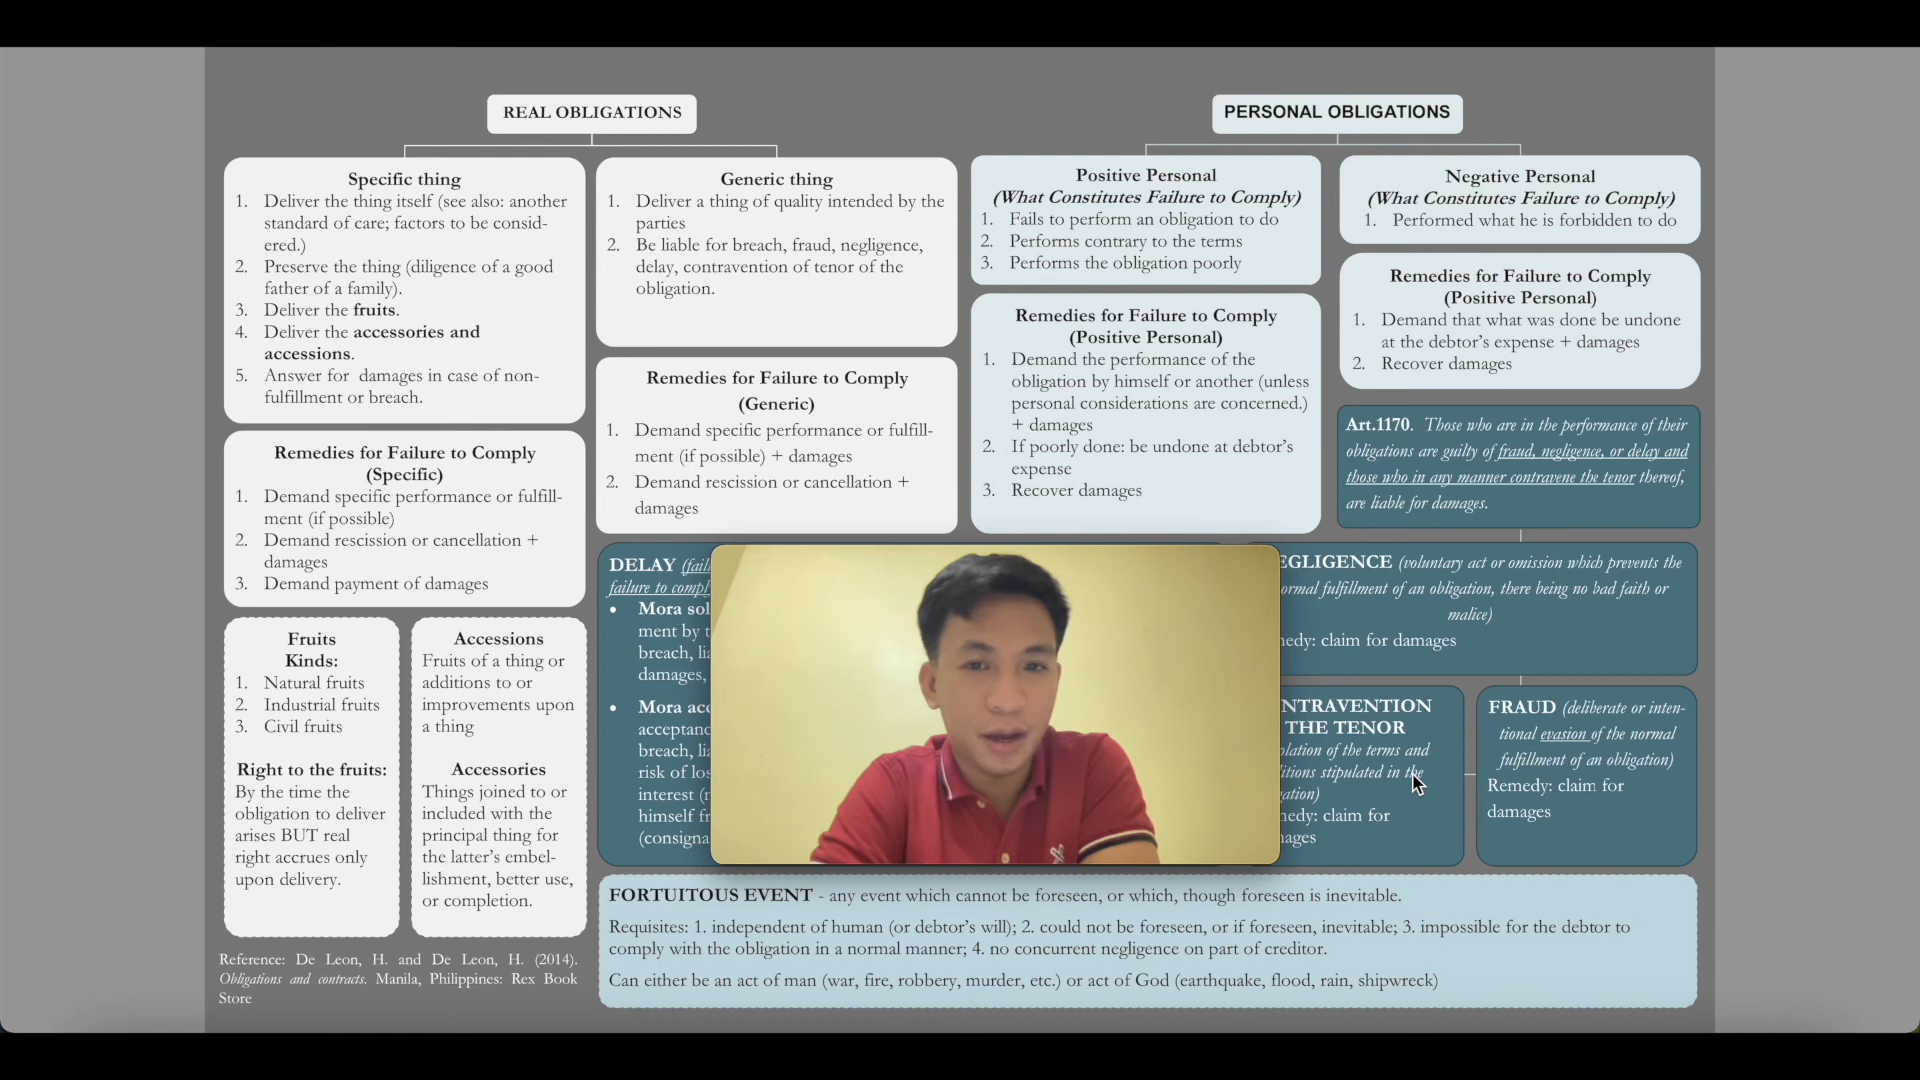 REAL OBLIGATIONS
Specific thing
1. Deliver the thing itself (see also: another
standard of care; factors to be consid-
ered.)
2. Preserve the thing (diligence of a good
father of a family).
3. Deliver the fruits.
4. Deliver the accessories and
accessions.
5. Answer for damages in case of non-
fulfillment or breach.
Remedies for Failure to Comply
(Specific)
1. Demand specific performance or fulfill-
ment (if possible)
2. Demand rescission or cancellation +
damages
3. Demand payment of damages
Fruits
Kinds:
1. Natural fruits
2. Industrial fruits
3. Civil fruits
Right to the fruits:
By the time the
obligation to deliver
arises BUT real
right accrues only
upon delivery.
Accessions
Fruits of a thing or
additions to or
improvements upon
a thing
Accessories
Things joined to or
included with the
principal thing for
the latter's embel-
lishment, better use,
or completion.
Reference: De Leon, H. and De Leon, H. (2014).
Obligations and contracts. Manila, Philippines: Rex Book
Store
Generic thing
1. Deliver a thing of quality intended by the
parties
2. Be liable for breach, fraud, negligence,
delay, contravention of tenor of the
obligation.
Remedies for Failure to Comply
(Generic)
1. Demand specific performance or fulfill-
ment (if possible) + damages
2. Demand rescission or cancellation +
damages
PERSONAL OBLIGATIONS
Positive Personal
(What Constitutes Failure to Comply)
1. Fails to perform an obligation to do
2. Performs contrary to the terms
3. Performs the obligation poorly
Remedies for Failure to Comply
(Positive Personal)
1. Demand the performance of the
obligation by himself or another (unless
personal considerations are concerned.)
+ damages
2. If poorly done: be undone at debtor's
expense
3. Recover damages
Negative Personal
(What Constitutes Failure to Comply)
1. Performed what he is forbidden to do
Remedies for Failure to Comply
(Positive Personal)
1. Demand that what was done be undone
at the debtor's expense + damages
2. Recover damages
Art.1170. Those who are in the performance of their
obligations are guilty of fraud, negligence, or delay and
those who in any manner contravene the tenor thereof,
are liable for damages.
DELAY
failure to
• Mora
ment by
breach,
damages,
• Mora
breach,
risk of
interest
himself
(voluntary act or omission which prevents the
fulfillment of an obligation, there being no bad faith or
malice)
claim for damages
THE TENOR
of the terms and
stipulated in the
claim for
FRAUD (deliberate or inten-
tional evasion of the normal
fulfillment of an obligation)
Remedy: claim for
damages
FORTUITOUS EVENT - any event which cannot be foreseen, or which, though foreseen is inevitable.
Requisites: 1. independent of human (or debtor's will); 2. could not be foreseen, or if foreseen, inevitable; 3. impossible for the debtor to
comply with the obligation in a normal manner; 4. no concurrent negligence on part of creditor.
Can either be an act of man (war, fire, robbery, murder, etc.) or act of God (earthquake, flood, rain, shipwreck)